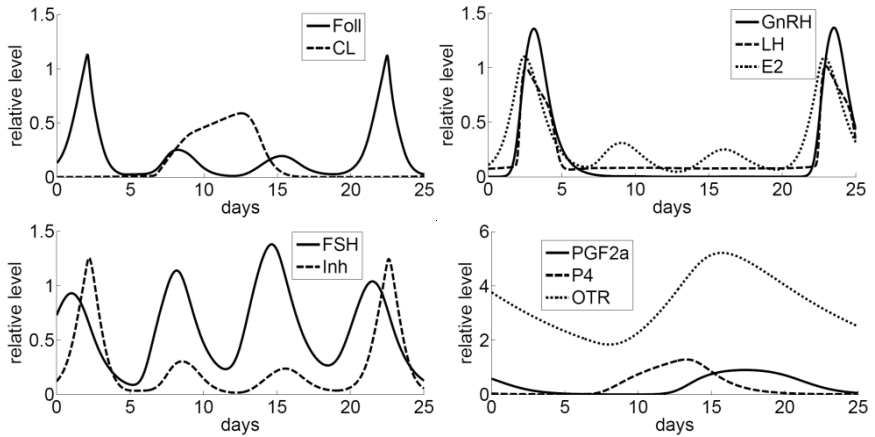 relative level
1.5
1
0.5
0
0 5 10 15 20 25
days
Foll
CL
relative level
1.5
1
0.5
0
0 5 10 15 20 25
days
GnRH
LH
E2
relative level
1.5
1
0.5
0
0 5 10 15 20 25
days
FSH
Inh
relative level
6
4
2
0
0 5 10 15 20 25
days
PGF2a
P4
OTR